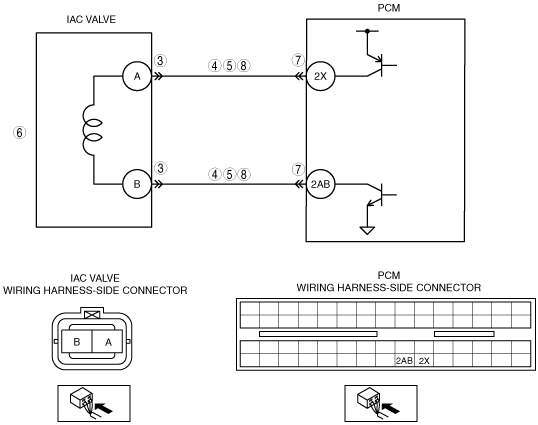 IAC VALVE
PCM
A ③ ④⑤⑧ ⑦ 2X
⑥
B ③ ④⑤⑧ ⑦ 2AB
IAC VALVE
WIRING HARNESS-SIDE CONNECTOR
B A
PCM
WIRING HARNESS-SIDE CONNECTOR
2AB 2X